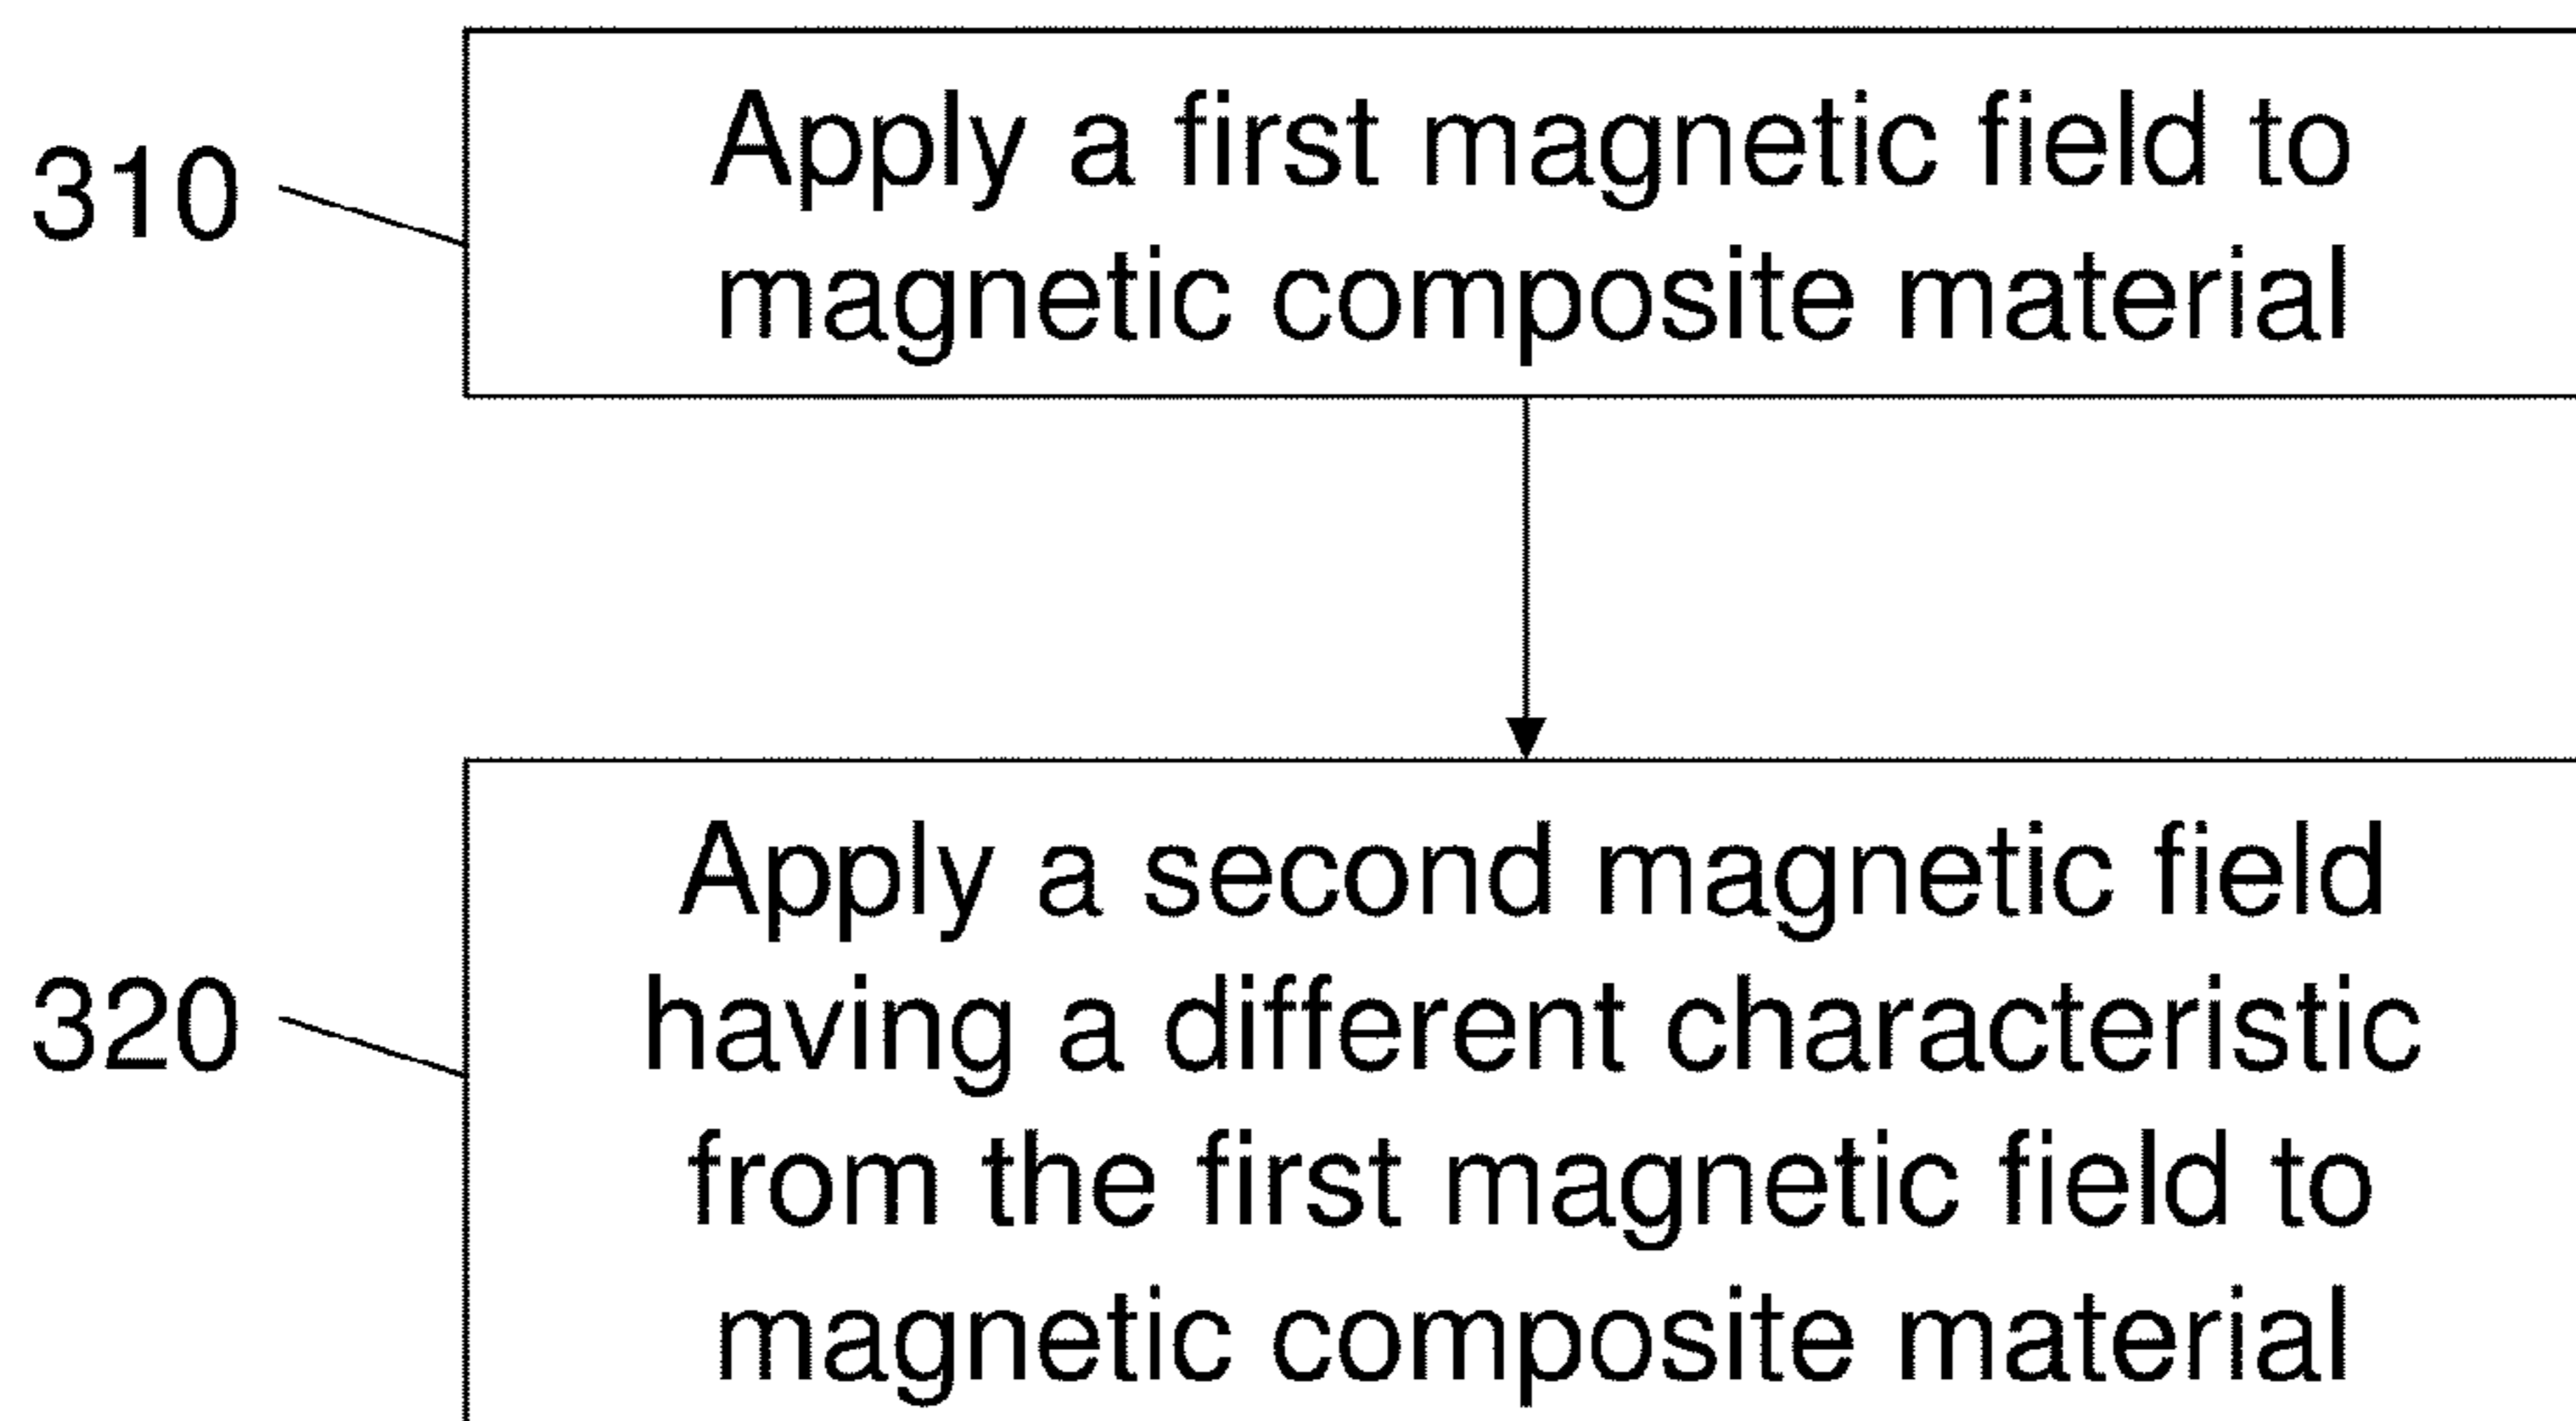 310
Apply a first magnetic field to
magnetic composite material
320
Apply a second magnetic field
having a different characteristic
from the first magnetic field to
magnetic composite material